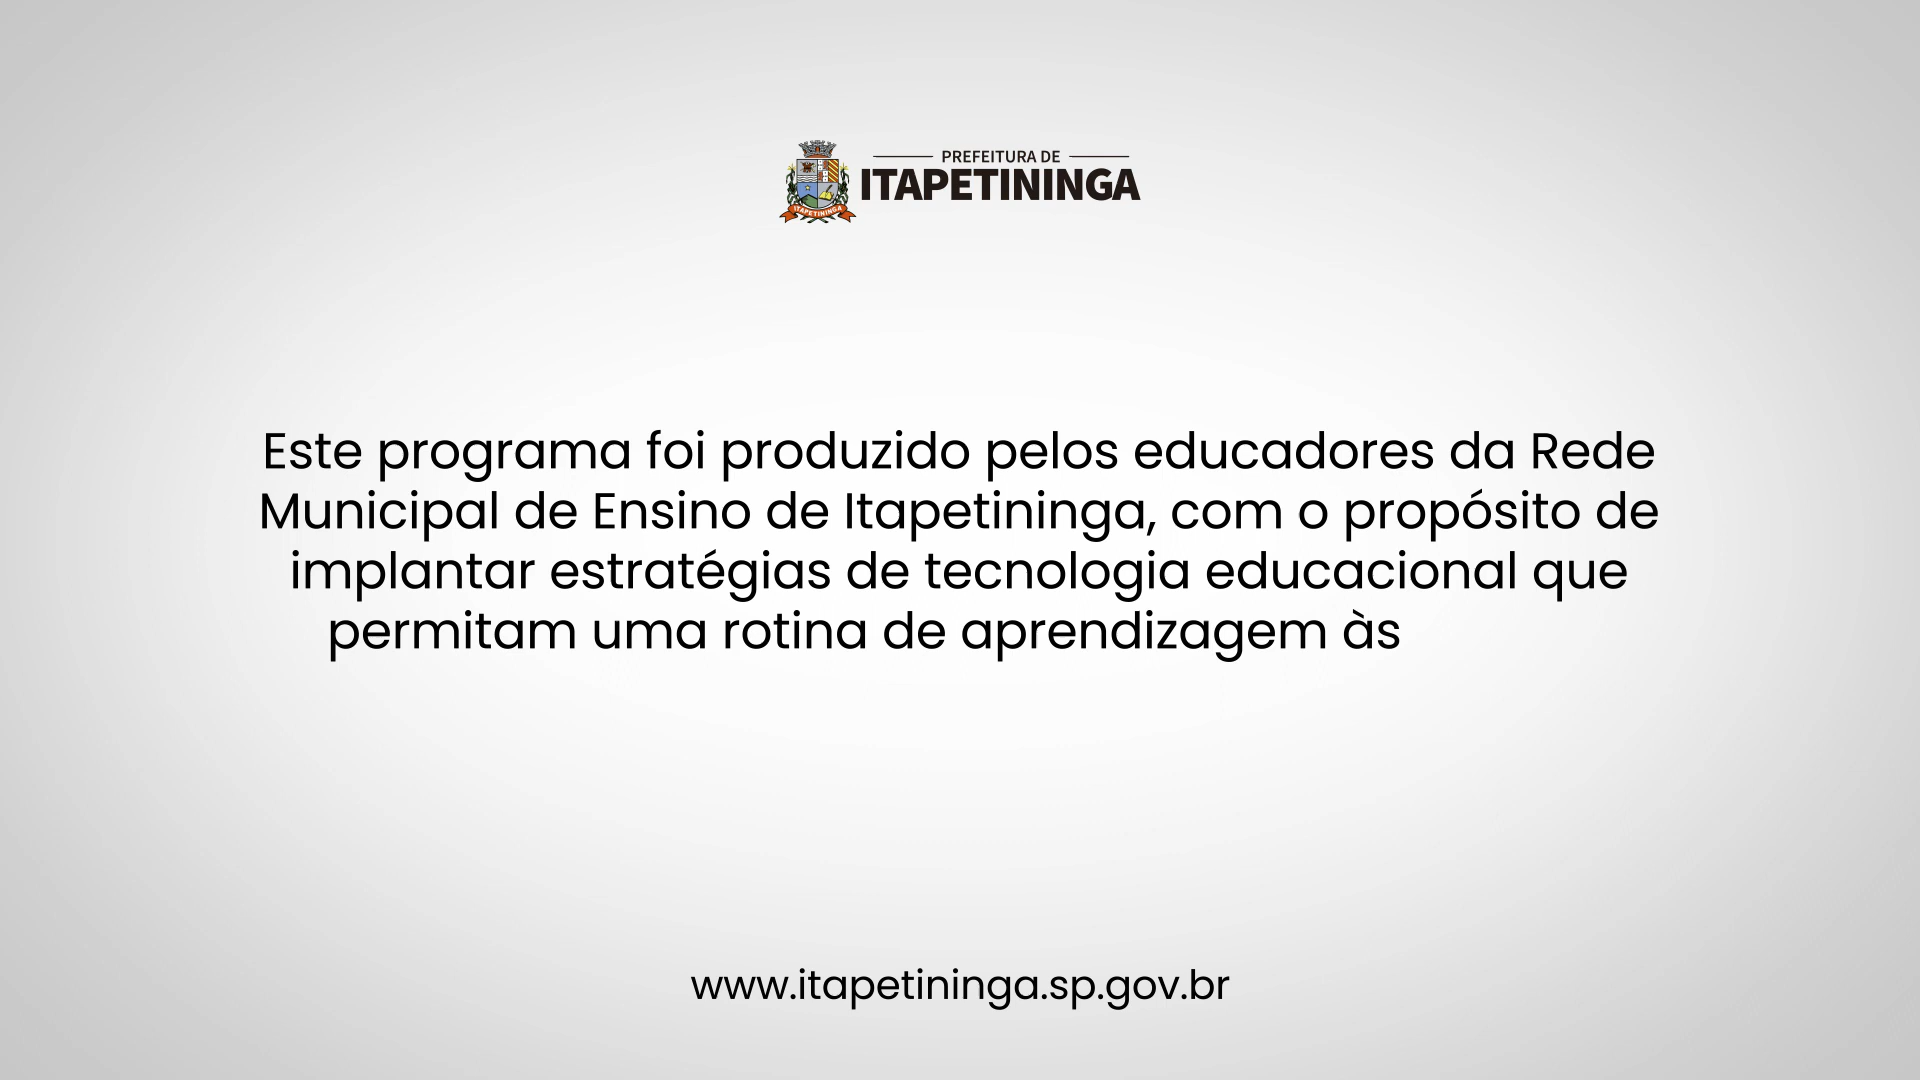 PREFEITURA DE
ITAPETININGA
ITAPETININGA
Este programa foi produzido pelos educadores da Rede
Municipal de Ensino de Itapetininga, com o propósito de
implantar estratégias de tecnologia educacional que
permitam uma rotina de aprendizagem às
www.itapetininga.sp.gov.br